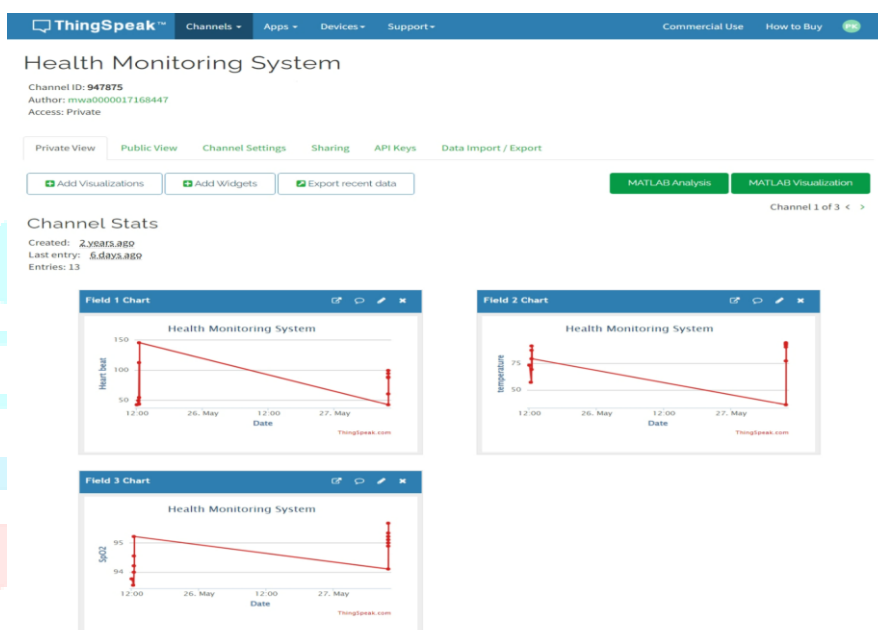 ThingSpeak™ Channels Apps Devices Support Commercial Use How to Buy PK
Health Monitoring System
Channel ID: 947875
Author: mwa0000017168447
Access: Private
Private View Public View Channel Settings Sharing API Keys Data Import / Export
Add Visualizations Add Widgets Export recent data MATLAB Analysis MATLAB Visualization
Channel 1 of 3 < >
Channel Stats
Created: 2 years ago
Last entry: 6 days ago
Entries: 13
Field 1 Chart
Health Monitoring System
Heart beat
150
100
50
12:00 26. May 12:00 27. May
Date
ThingSpeak.com
Field 2 Chart
Health Monitoring System
temperature
75
50
12:00 26. May 12:00 27. May
Date
ThingSpeak.com
Field 3 Chart
Health Monitoring System
SpO2
95
94
12:00 26. May 12:00 27. May
Date
ThingSpeak.com